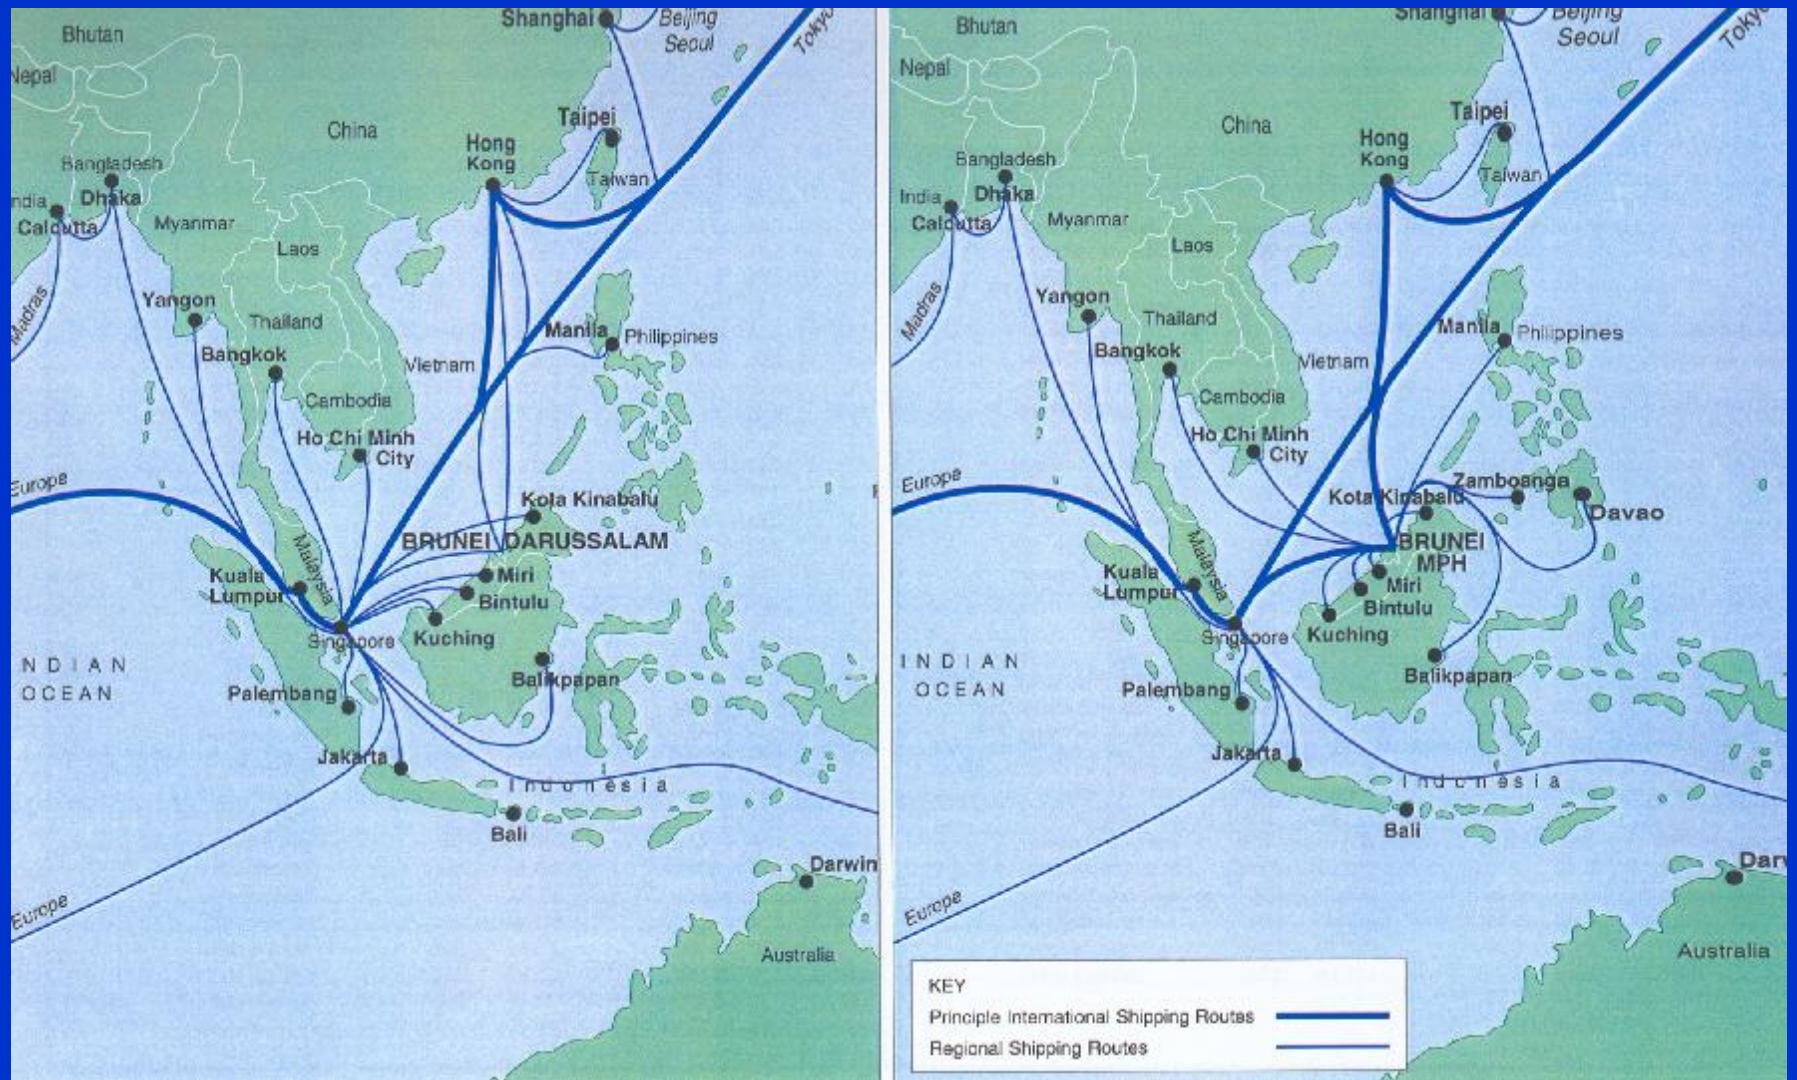 Shanghai
Beijing
Seoul
Tokyo
Bhutan
Nepal
China
Taipei
Hong
Kong
Taiwan
Bangladesh
Dhaka
Calcutta
Myanmar
Laos
Madras
Yangon
Thailand
Bangkok
Vietnam
Manila
Philippines
Cambodia
Ho Chi Minh
City
Europe
Kota Kinabalu
BRUNEI DARUSSALAM
Malaysia
Kuala
Lumpur
Miri
Bintulu
Kuching
Singapore
NDIAN
OCEAN
Palembang
Balikpapan
Jakarta
Indonesia
Bali
Darwin
Europe
Australia
Shanghai
Beijing
Seoul
Tokyo
Bhutan
Nepal
China
Taipei
Hong
Kong
Taiwan
Bangladesh
India
Dhaka
Calcutta
Myanmar
Laos
Madras
Yangon
Thailand
Bangkok
Vietnam
Manila
Philippines
Cambodia
Ho Chi Minh
City
Europe
Zamboanga
Kota Kinabalu
Davao
BRUNEI
MPH
Malaysia
Kuala
Lumpur
Miri
Bintulu
Kuching
Singapore
INDIAN
OCEAN
Palembang
Balikpapan
Jakarta
Indonesia
Bali
Darw
Europe
Australia
KEY
Principle International Shipping Routes
Regional Shipping Routes